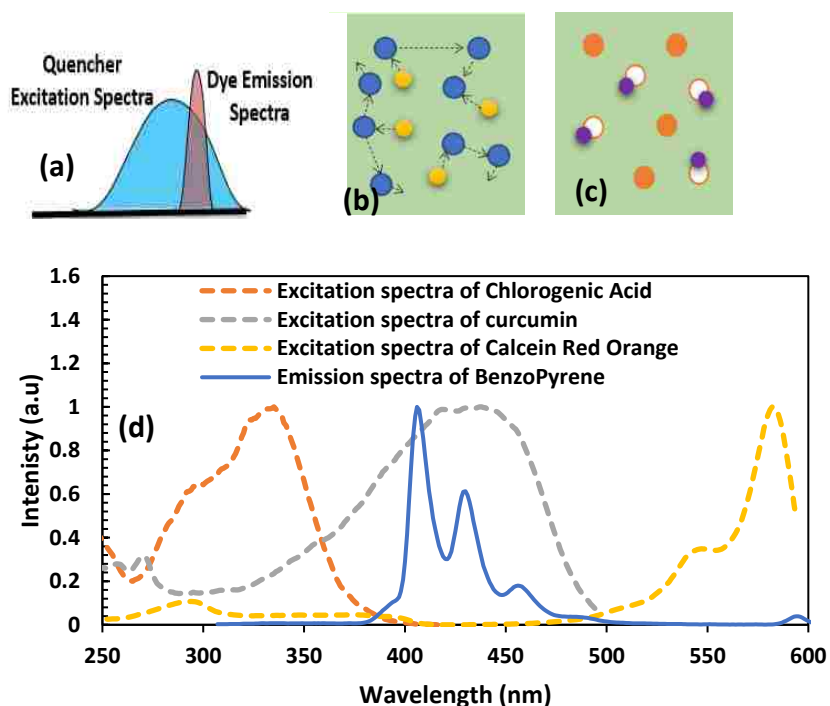 Quencher
Excitation Spectra
Dye Emission
Spectra
(a)
(b)
(c)
1.6
1.4
1.2
1
0.8
0.6
0.4
0.2
0
Intenisty (a.u)
Excitation spectra of Chlorogenic Acid
Excitation spectra of curcumin
Excitation spectra of Calcein Red Orange
Emission spectra of BenzoPyrene
(d)
250 300 350 400 450 500 550 600
Wavelength (nm)